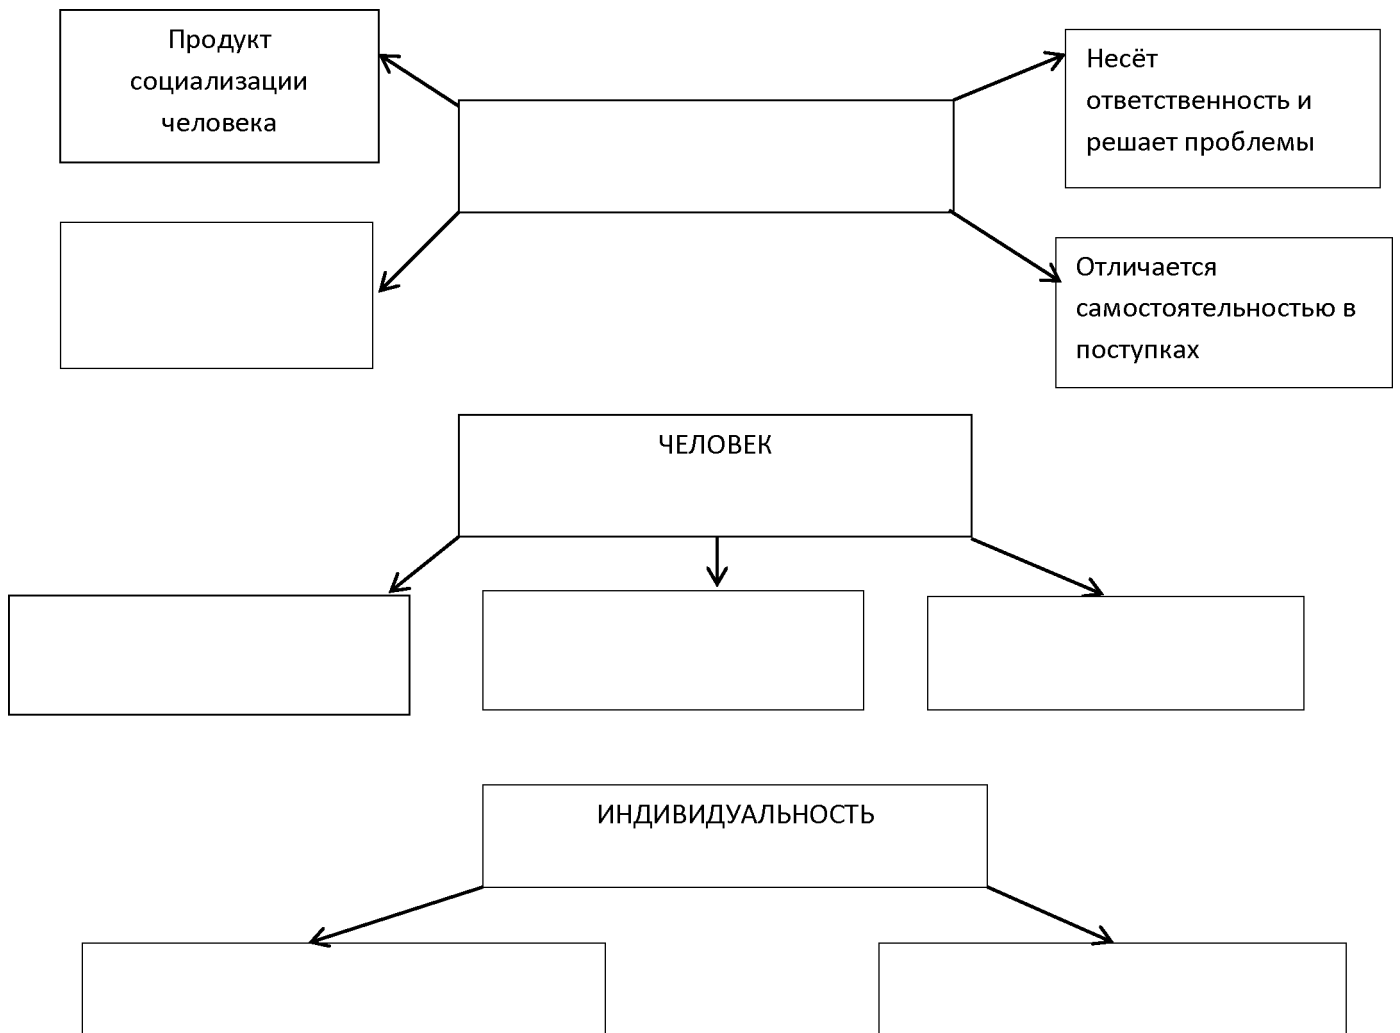 Продукт
социализации
человека
Несёт
ответственность и
решает проблемы
Отличается
самостоятельностью в
поступках
ЧЕЛОВЕК
ИНДИВИДУАЛЬНОСТЬ